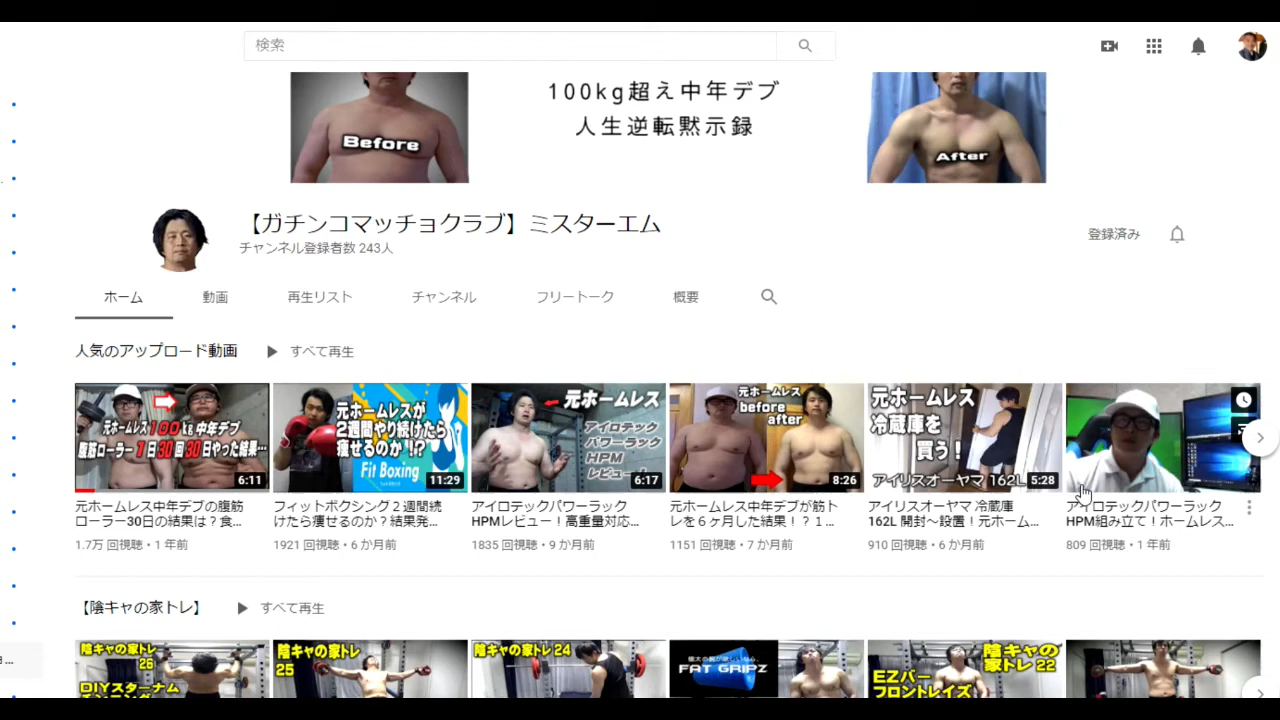 検索
100kg超え中年デブ
人生逆転黙示録
Before
After
【ガチンコマッチョクラブ】ミスターエム
チャンネル登録者数 243人
登録済み
ホーム
動画
再生リスト
チャンネル
フリートーク
概要
人気のアップロード動画
すべて再生
元ホームレス100kg中年デブ
腹筋ローラー1日30回30日やった結果…
6:11
元ホームレスが
2週間やり続けたら
痩せるのか!?
Fit Boxing
11:29
元ホームレス
アイロテック
パワーラック
HPM
レビュー!
6:17
元ホームレス
before
after
8:26
元ホームレス
冷蔵庫を
買う!
アイリスオーヤマ 162L
5:28
元ホームレス中年デブの腹筋
ローラー30日の結果は?食…
1.7万 回視聴・1 年前
フィットボクシング2週間続
けたら痩せるのか?結果発…
1921 回視聴・6 か月前
アイロテックパワーラック
HPMレビュー!高重量対応…
1835 回視聴・9 か月前
元ホームレス中年デブが筋ト
レを6ヶ月した結果!?1…
1151 回視聴・7 か月前
アイリスオーヤマ 冷蔵庫
162L 開封~設置!元ホーム…
910 回視聴・6 か月前
アイロテックパワーラック
HPM組み立て!ホームレス…
809 回視聴・1 年前
【陰キャの家トレ】
すべて再生
陰キャの家トレ
26
DIYスターナム
陰キャの家トレ
25
陰キャの家トレ 24
FAT GRIPZ
陰キャの
家トレ 22
EZバー
フロントレイズ